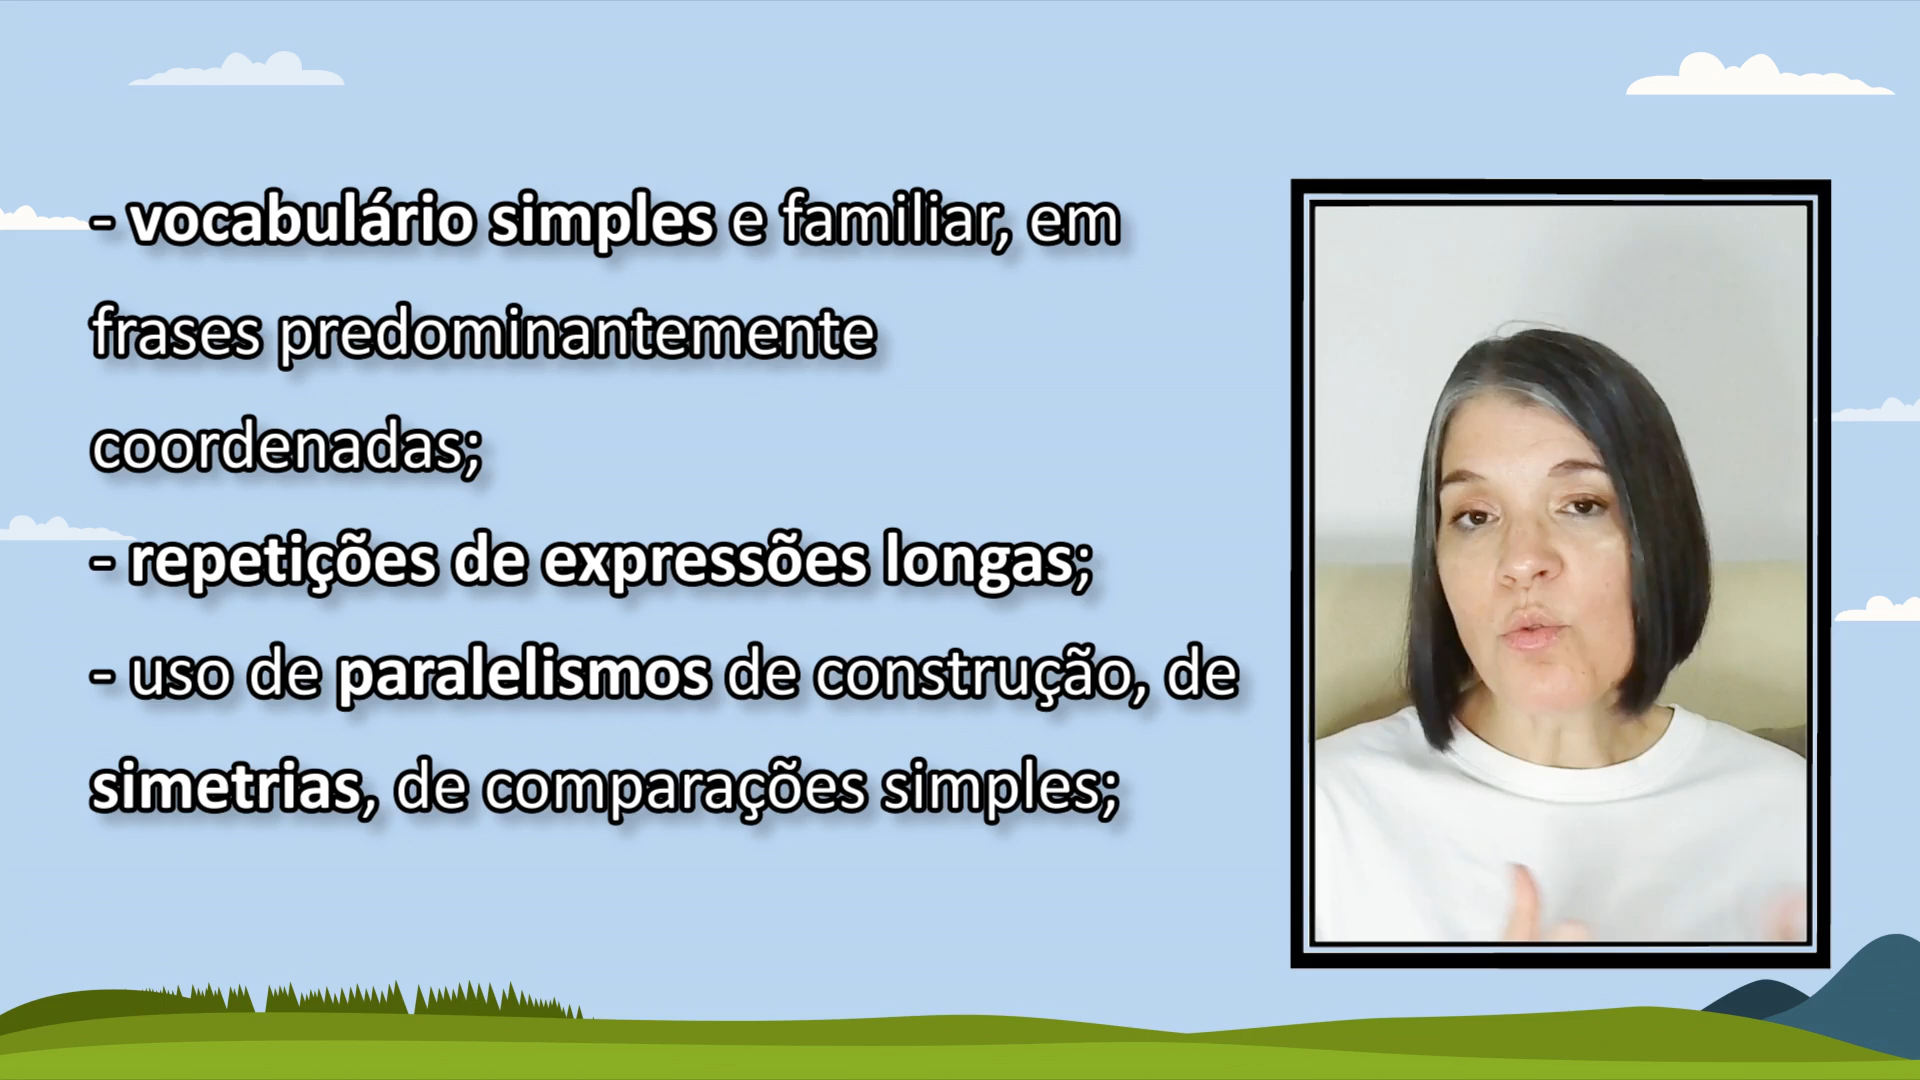 - vocabulário simples e familiar, em
frases predominantemente
coordenadas;
- repetições de expressões longas;
- uso de paralelismos de construção, de
simetrias, de comparações simples;